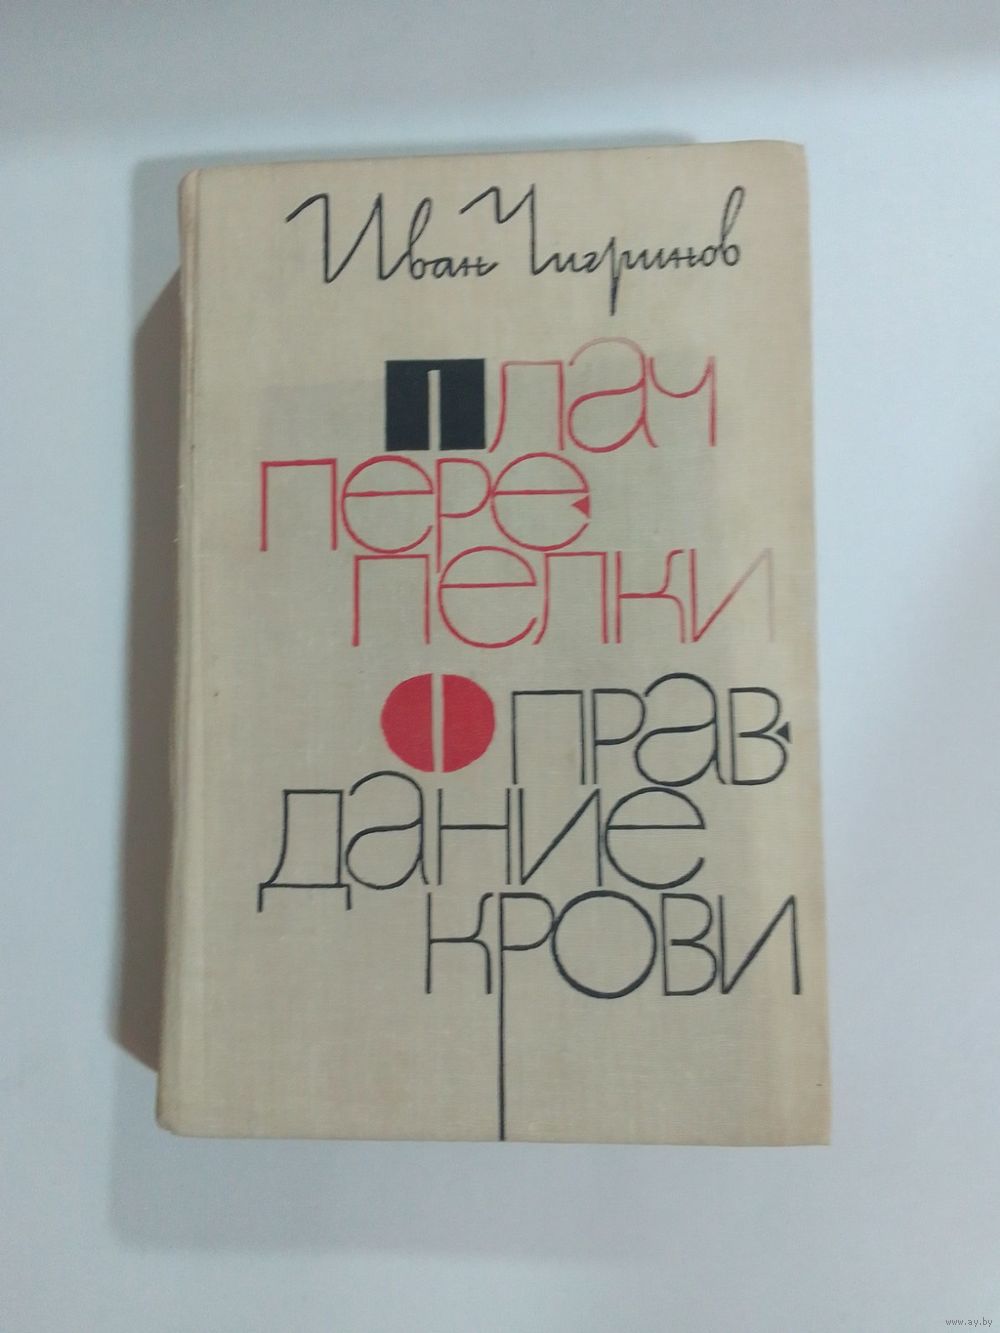 Иван Чигринов
Плач
пере-
пелки
Оправ-
дание
крови
www.ay.by